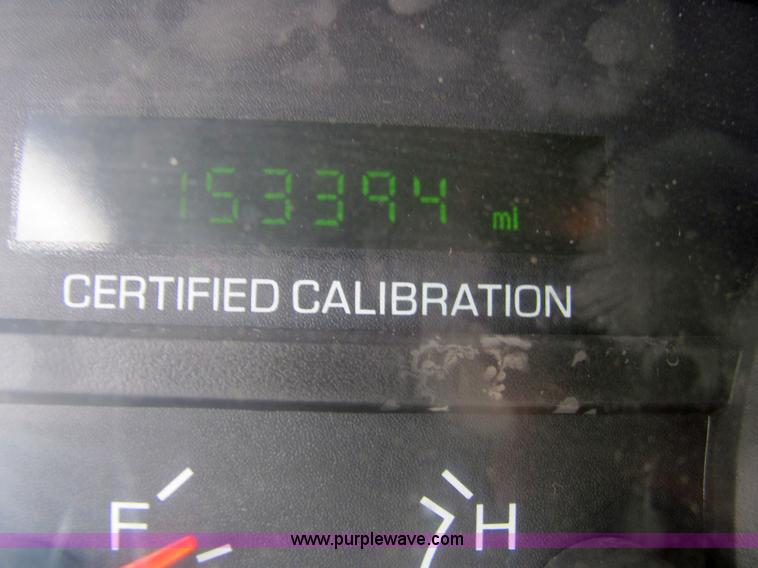 153394 mi
CERTIFIED CALIBRATION
F H
www.purplewave.com